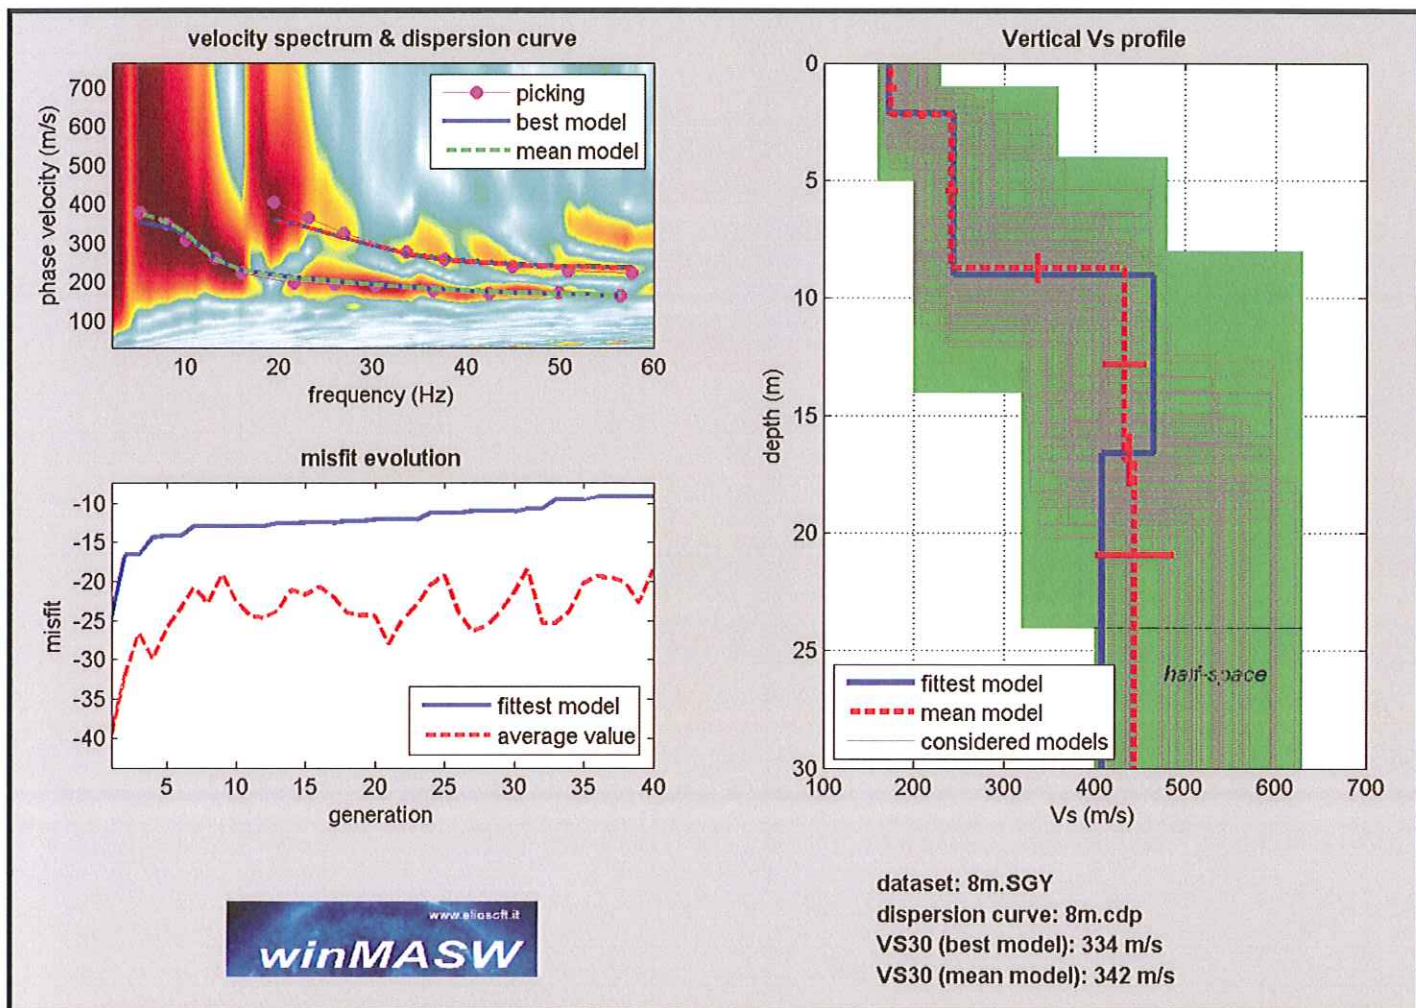 velocity spectrum & dispersion curve
700
600
500
400
300
200
100
phase velocity (m/s)
picking
best model
mean model
10
20
30
40
50
60
frequency (Hz)
misfit evolution
-10
-15
-20
-25
-30
-35
-40
misfit
fittest model
average value
5
10
15
20
25
30
35
40
generation
www.eliosoft.it
winMASW
Vertical Vs profile
0
5
10
15
20
25
30
depth (m)
half-space
fittest model
mean model
considered models
100
200
300
400
500
600
700
Vs (m/s)
dataset: 8m.SGY
dispersion curve: 8m.cdp
VS30 (best model): 334 m/s
VS30 (mean model): 342 m/s